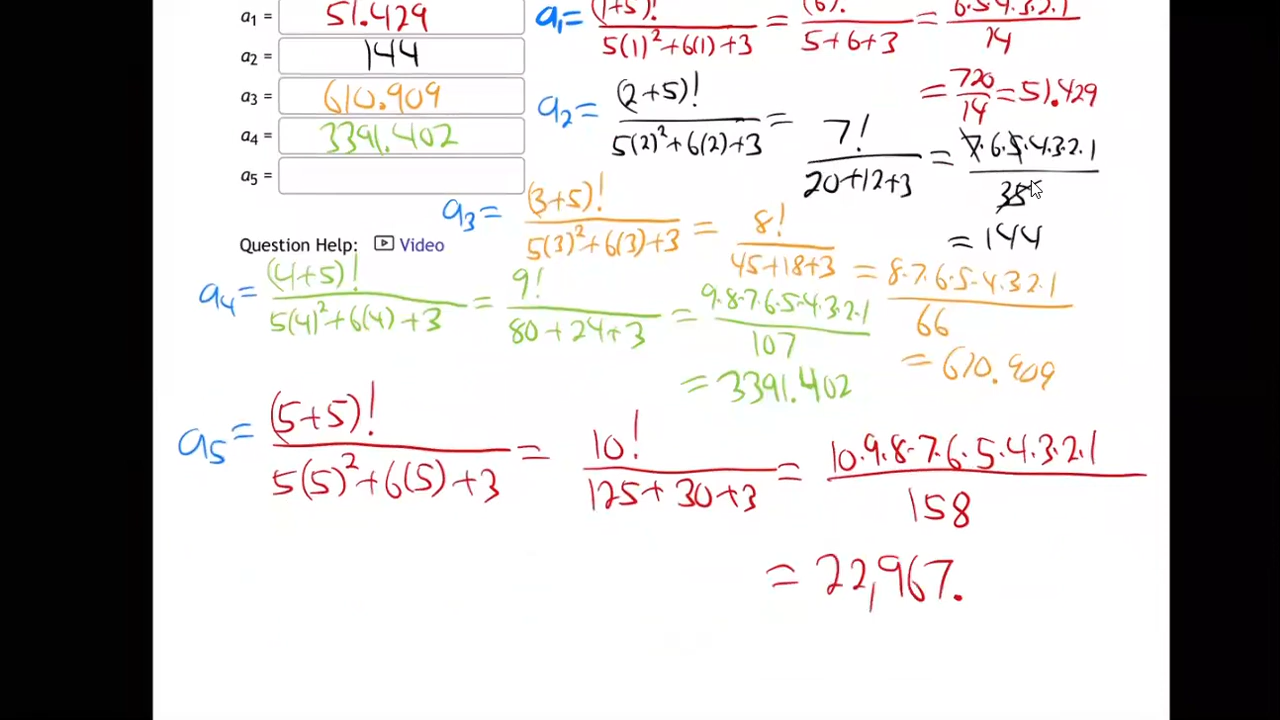 a1 = 51.429
a1 = (1+5)! / 5(1)²+6(1)+3 = (6)! / 5+6+3 = 6·5·4·3·2·1 / 14
= 720/14 = 51.429
a2 = 144
a2 = (2+5)! / 5(2)²+6(2)+3 = 7! / 20+12+3 = 7·6·5·4·3·2·1 / 35
= 144
a3 = 610.909
a4 = 3391.402
a5 =
a3 = (3+5)! / 5(3)²+6(3)+3 = 8! / 45+18+3 = 8·7·6·5·4·3·2·1 / 66
= 610.909
Question Help: Video
a4 = (4+5)! / 5(4)²+6(4)+3 = 9! / 80+24+3 = 9·8·7·6·5·4·3·2·1 / 107
= 3391.402
a5 = (5+5)! / 5(5)²+6(5)+3 = 10! / 125+30+3 = 10·9·8·7·6·5·4·3·2·1 / 158
= 22,967.